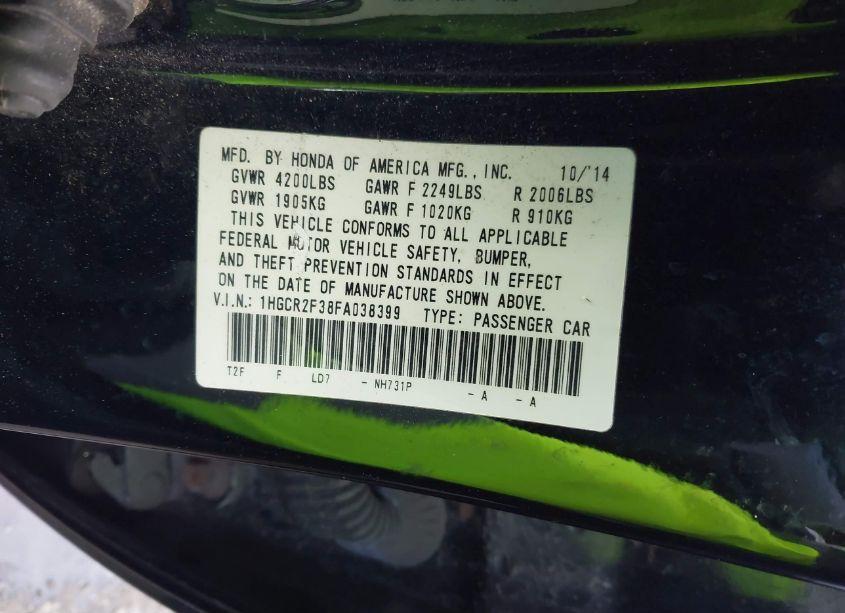 MFD. BY HONDA OF AMERICA MFG., INC. 10/'14
GVWR 4200LBS GAWR F 2249LBS R 2006LBS
GVWR 1905KG GAWR F 1020KG R 910KG
THIS VEHICLE CONFORMS TO ALL APPLICABLE
FEDERAL MOTOR VEHICLE SAFETY, BUMPER,
AND THEFT PREVENTION STANDARDS IN EFFECT
ON THE DATE OF MANUFACTURE SHOWN ABOVE.
V.I.N.: 1HGCR2F38FA038399 TYPE: PASSENGER CAR
T2F F LD7 - NH731P - A - A